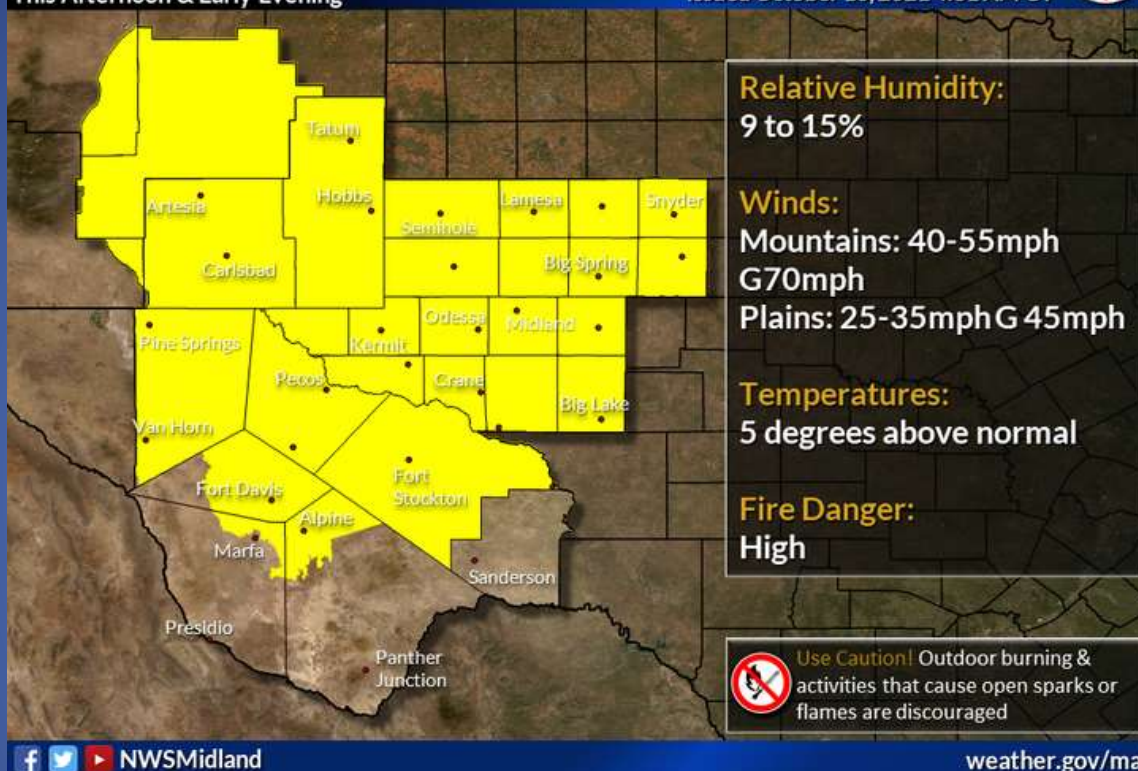 This Afternoon & Early Evening
Relative Humidity:
9 to 15%
Winds:
Mountains: 40-55mph
G70mph
Plains: 25-35mph G 45mph
Temperatures:
5 degrees above normal
Fire Danger:
High
Use Caution! Outdoor burning &
activities that cause open sparks or
flames are discouraged
Tatum
Artesia
Hobbs
Seminole
Lamesa
Snyder
Carlsbad
Big Spring
Pine Springs
Kermit
Odessa
Midland
Pecos
Crane
Big Lake
Van Horn
Fort Davis
Fort
Stockton
Alpine
Marfa
Sanderson
Presidio
Panther
Junction
NWSMidland
weather.gov/ma